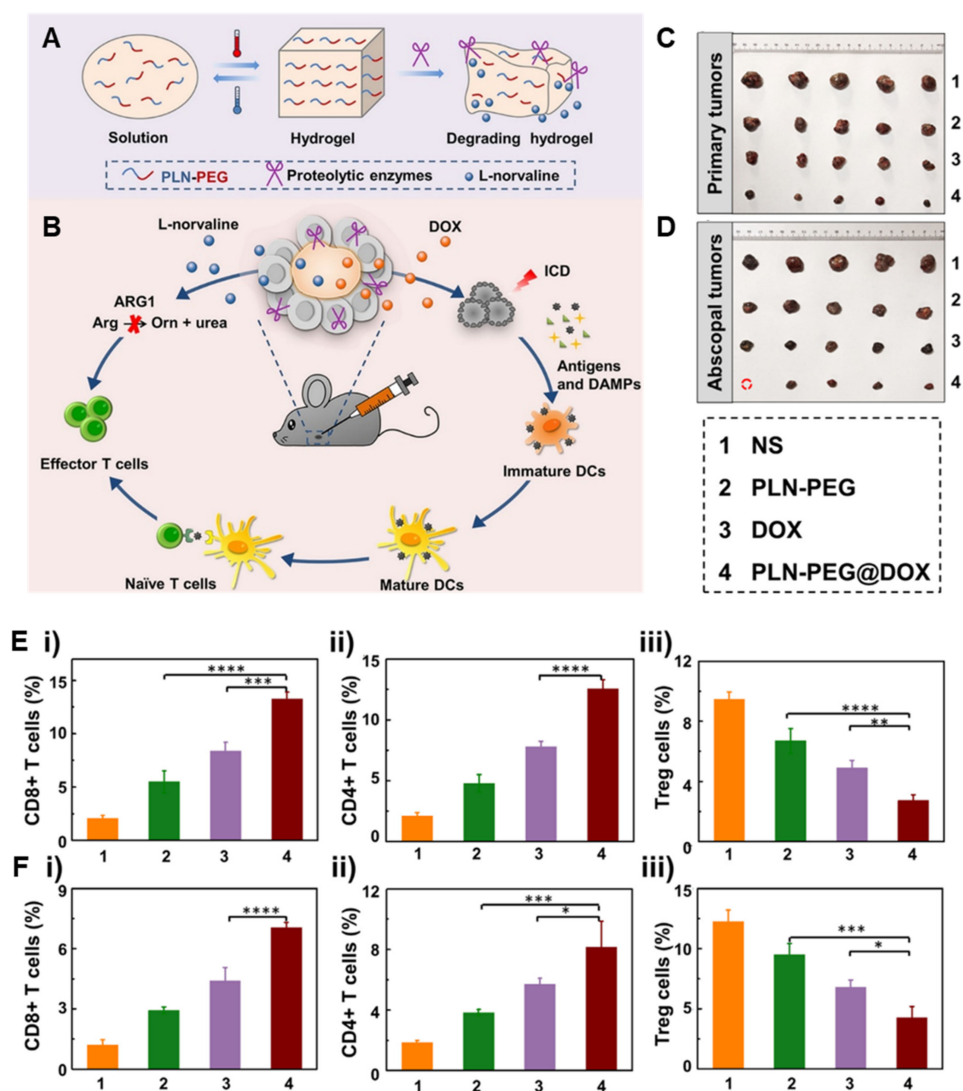 A
Solution
Hydrogel
Degrading hydrogel
PLN-PEG
Proteolytic enzymes
L-norvaline
B
L-norvaline
DOX
ICD
ARG1
Arg
Orn + urea
Antigens
and DAMPs
Effector T cells
Immature DCs
Naïve T cells
Mature DCs
C
Primary tumors
1
2
3
4
D
Abscopal tumors
1
2
3
4
1 NS
2 PLN-PEG
3 DOX
4 PLN-PEG@DOX
E i)
CD8+ T cells (%)
15
10
5
0
****
***
1 2 3 4
ii)
CD4+ T cells (%)
15
10
5
0
****
1 2 3 4
iii)
Treg cells (%)
12
8
4
0
****
**
1 2 3 4
F i)
CD8+ T cells (%)
9
6
3
0
****
1 2 3 4
ii)
CD4+ T cells (%)
12
8
4
0
***
*
1 2 3 4
iii)
Treg cells (%)
15
10
5
0
***
*
1 2 3 4